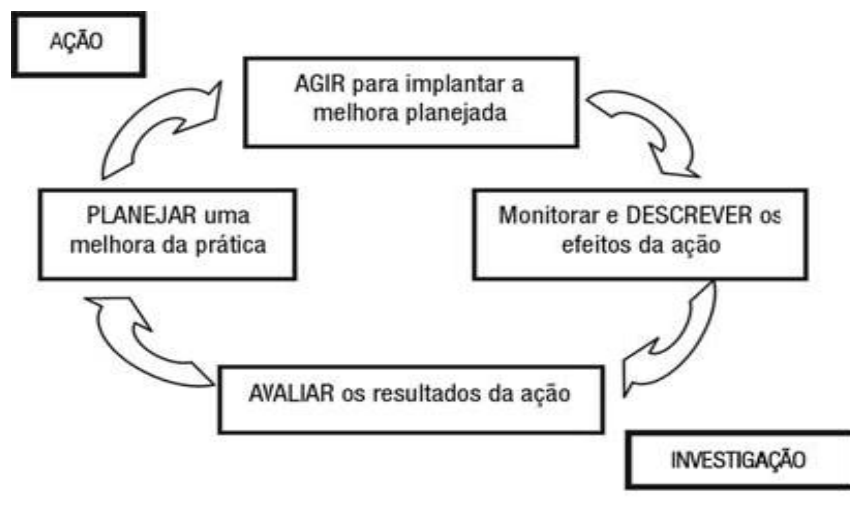 AÇÃO
AGIR para implantar a
melhora planejada
PLANEJAR uma
melhora da prática
Monitorar e DESCREVER os
efeitos da ação
AVALIAR os resultados da ação
INVESTIGAÇÃO